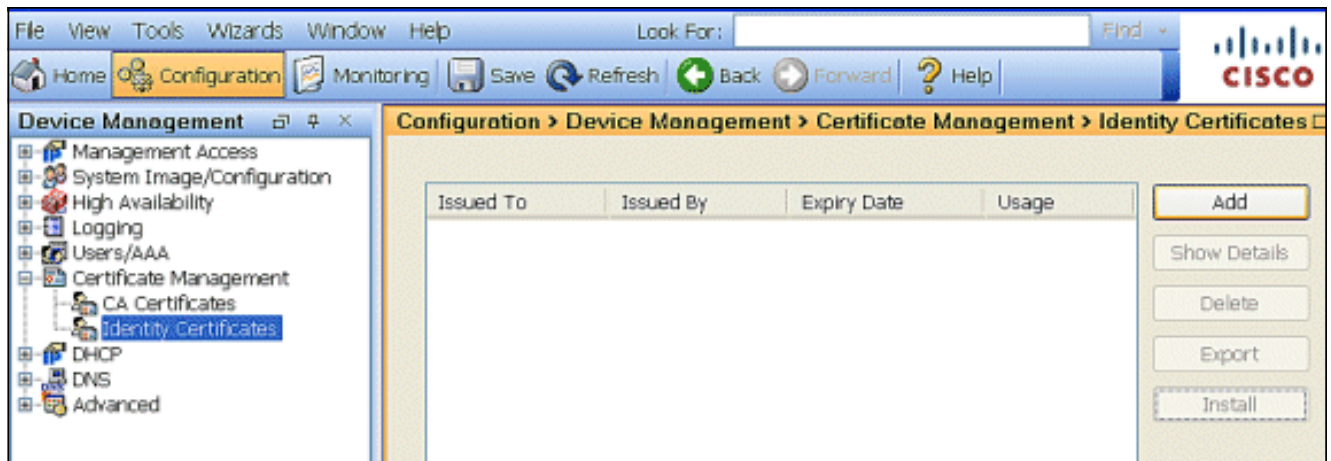 File View Tools Wizards Window Help Look For: Find
Home Configuration Monitoring Save Refresh Back Forward Help
CISCO
Device Management
Configuration > Device Management > Certificate Management > Identity Certificates
Management Access
System Image/Configuration
High Availability
Logging
Users/AAA
Certificate Management
CA Certificates
Identity Certificates
DHCP
DNS
Advanced
Issued To Issued By Expiry Date Usage
Add
Show Details
Delete
Export
Install